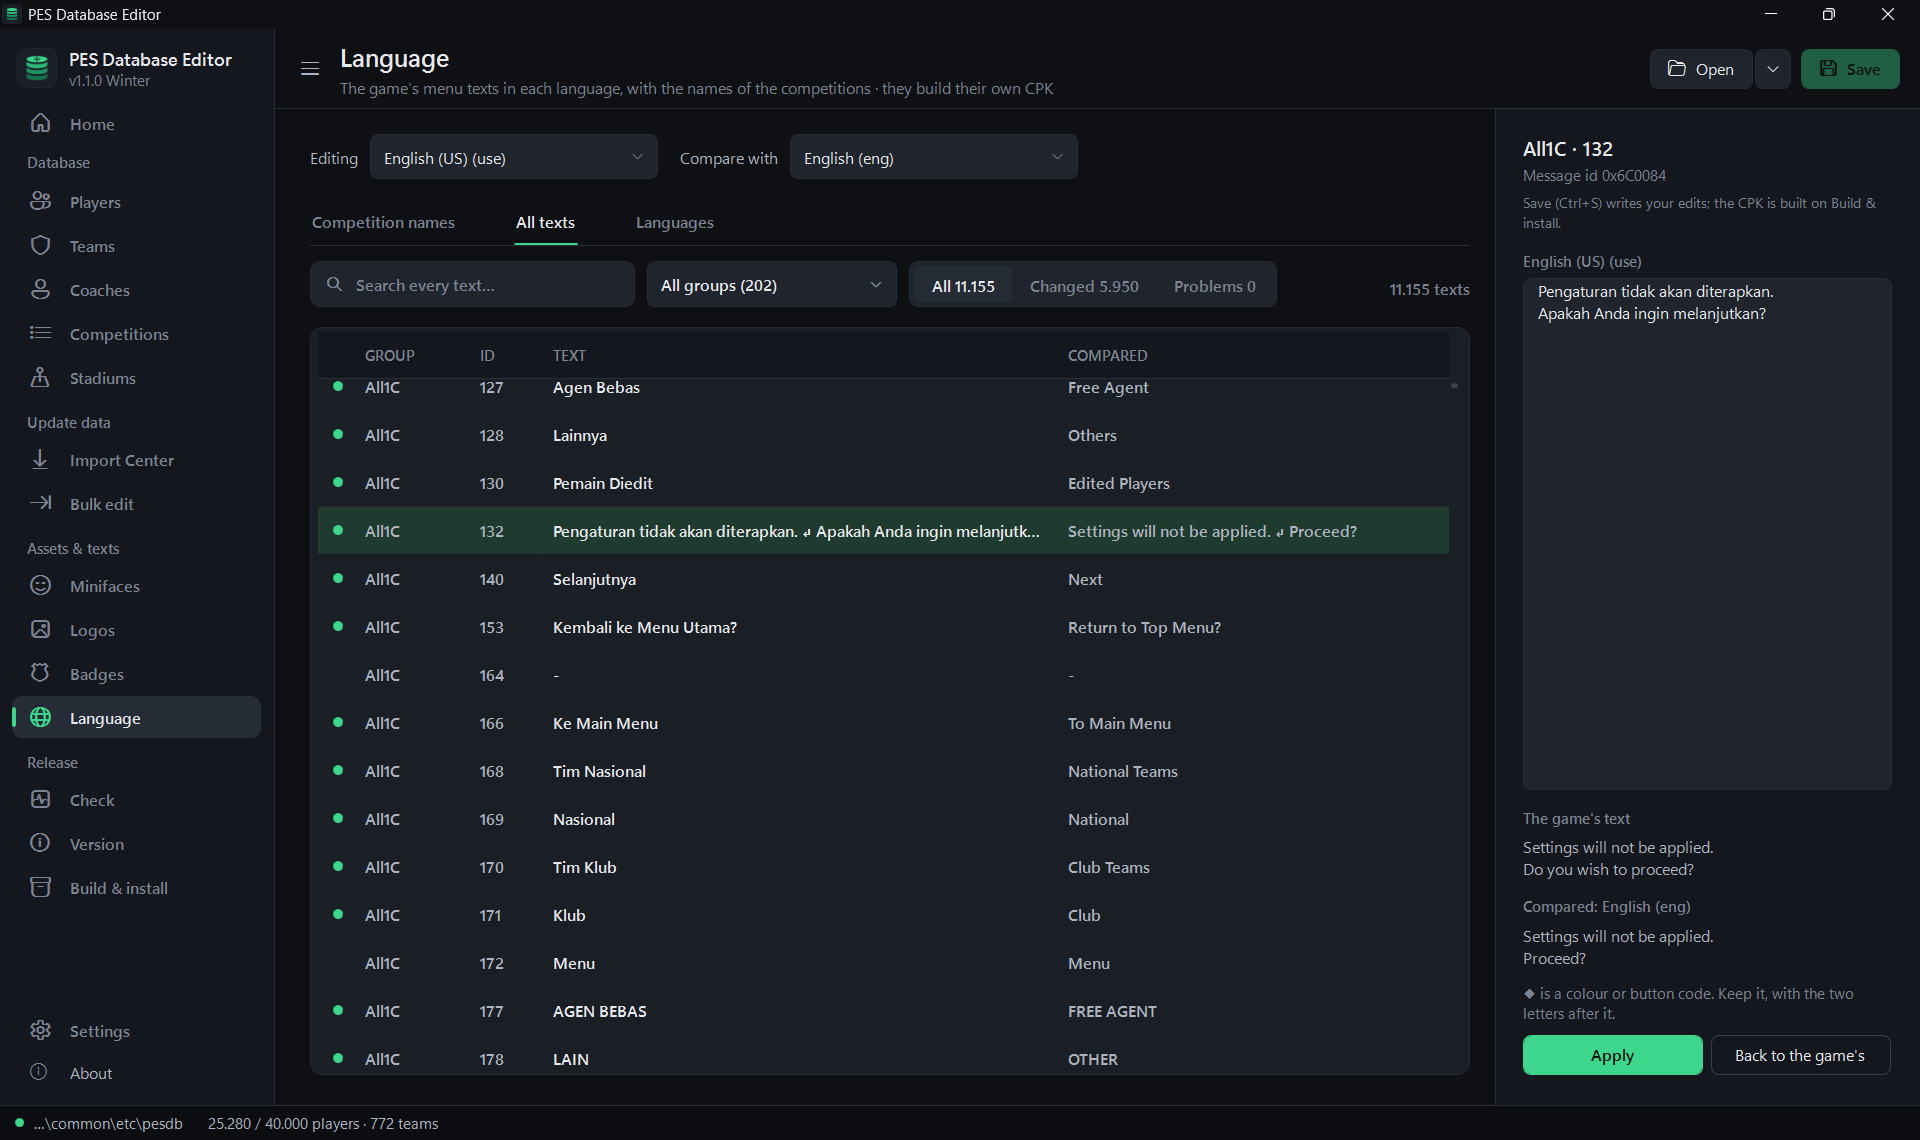 PES Database Editor
PES Database Editor
v1.1.0 Winter
Home
Database
Players
Teams
Coaches
Competitions
Stadiums
Update data
Import Center
Bulk edit
Assets & texts
Minifaces
Logos
Badges
Language
Release
Check
Version
Build & install
Settings
About
Language
The game's menu texts in each language, with the names of the competitions · they build their own CPK
Open
Save
Editing English (US) (use) Compare with English (eng)
Competition names All texts Languages
Search every text... All groups (202) All 11.155 Changed 5.950 Problems 0 11.155 texts
GROUP ID TEXT COMPARED
All1C 127 Agen Bebas Free Agent
All1C 128 Lainnya Others
All1C 130 Pemain Diedit Edited Players
All1C 132 Pengaturan tidak akan diterapkan. ↲ Apakah Anda ingin melanjutk... Settings will not be applied. ↲ Proceed?
All1C 140 Selanjutnya Next
All1C 153 Kembali ke Menu Utama? Return to Top Menu?
All1C 164 - -
All1C 166 Ke Main Menu To Main Menu
All1C 168 Tim Nasional National Teams
All1C 169 Nasional National
All1C 170 Tim Klub Club Teams
All1C 171 Klub Club
All1C 172 Menu Menu
All1C 177 AGEN BEBAS FREE AGENT
All1C 178 LAIN OTHER
All1C · 132
Message id 0x6C0084
Save (Ctrl+S) writes your edits; the CPK is built on Build &
install.
English (US) (use)
Pengaturan tidak akan diterapkan.
Apakah Anda ingin melanjutkan?
The game's text
Settings will not be applied.
Do you wish to proceed?
Compared: English (eng)
Settings will not be applied.
Proceed?
◆ is a colour or button code. Keep it, with the two
letters after it.
Apply Back to the game's
...\common\etc\pesdb 25.280 / 40.000 players · 772 teams